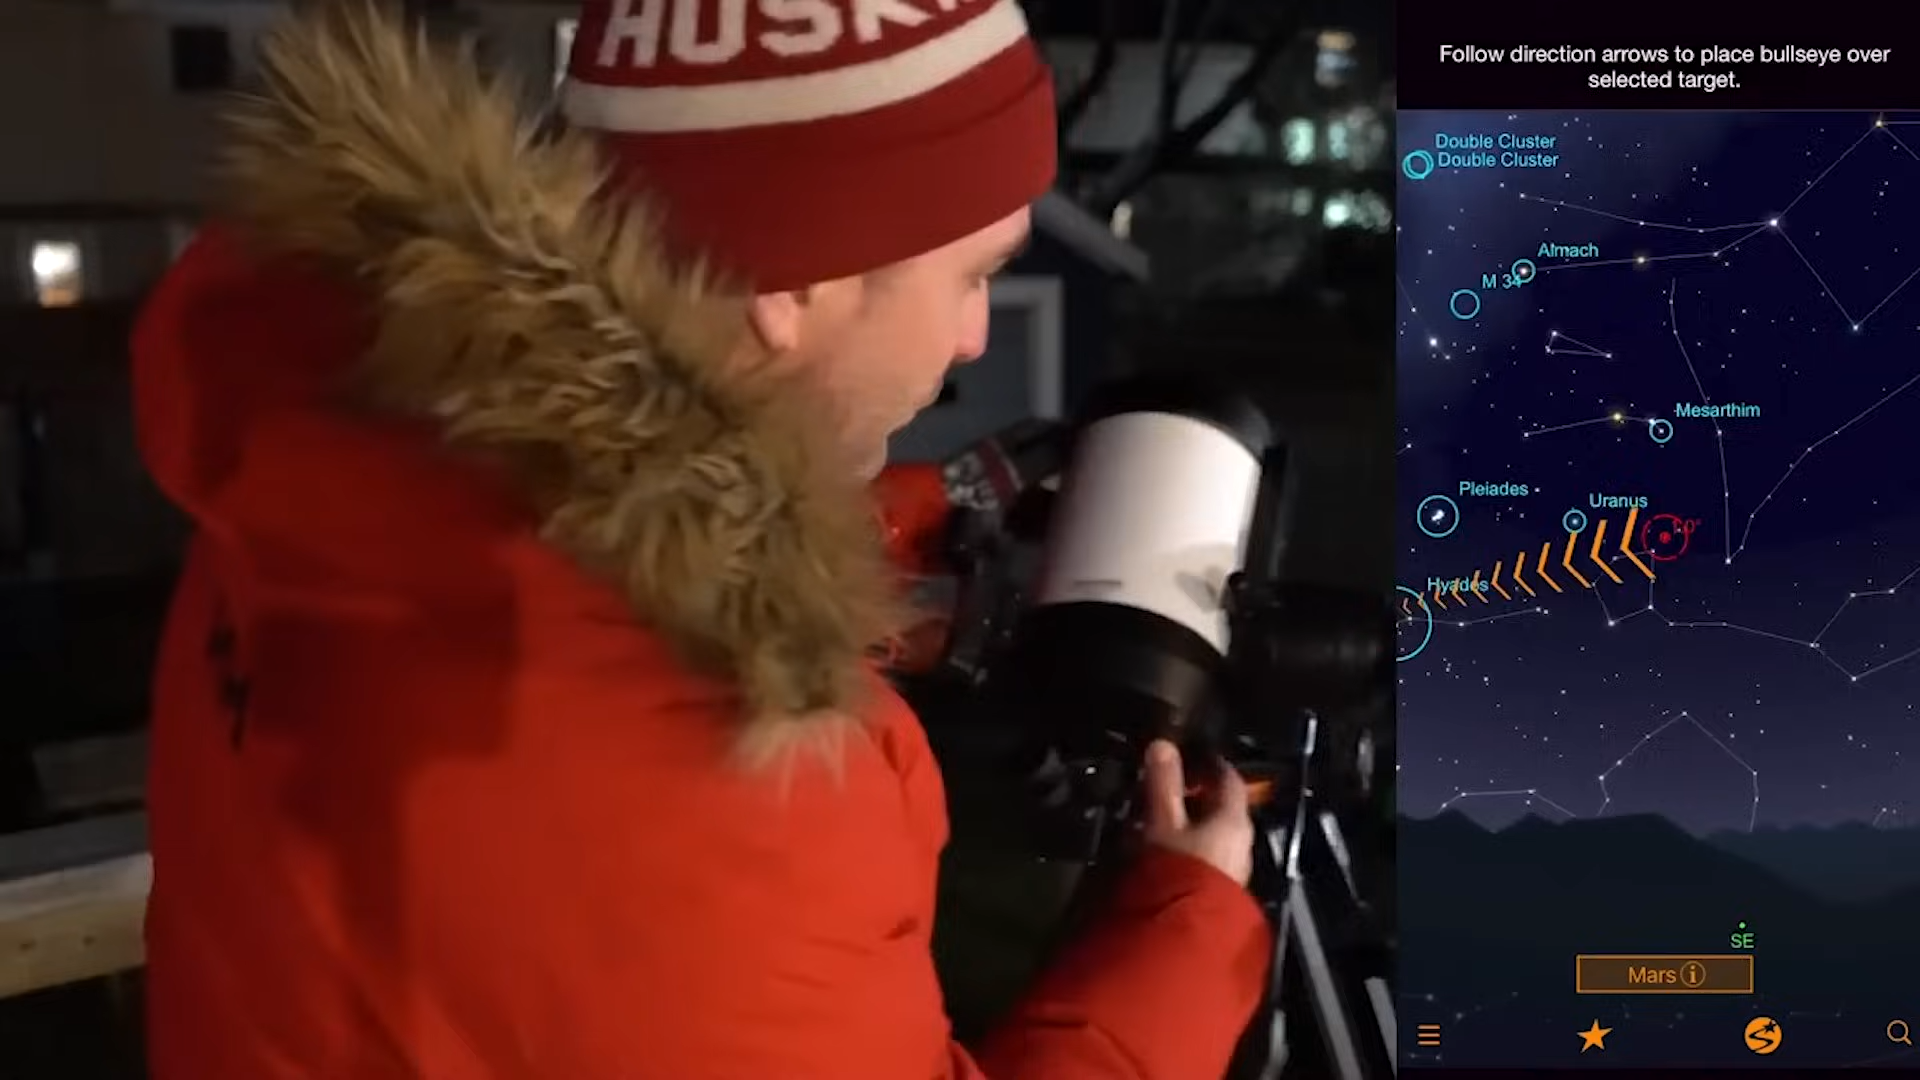 HUSK
Follow direction arrows to place bullseye over
selected target.
Double Cluster
Double Cluster
Almach
M 34
Mesarthim
Pleiades
Uranus
Hyades
SE
Mars